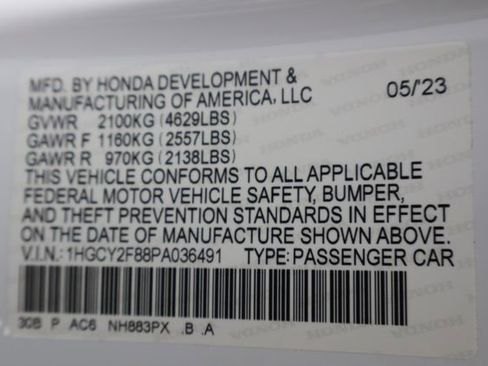 MFD. BY HONDA DEVELOPMENT &
MANUFACTURING OF AMERICA, LLC 05/'23
GVWR 2100KG (4629LBS)
GAWR F 1160KG (2557LBS)
GAWR R 970KG (2138LBS)
THIS VEHICLE CONFORMS TO ALL APPLICABLE
FEDERAL MOTOR VEHICLE SAFETY, BUMPER,
AND THEFT PREVENTION STANDARDS IN EFFECT
ON THE DATE OF MANUFACTURE SHOWN ABOVE.
V.I.N.: 1HGCY2F88PA036491 TYPE: PASSENGER CAR
30B P AC6 NH883PX .B .A